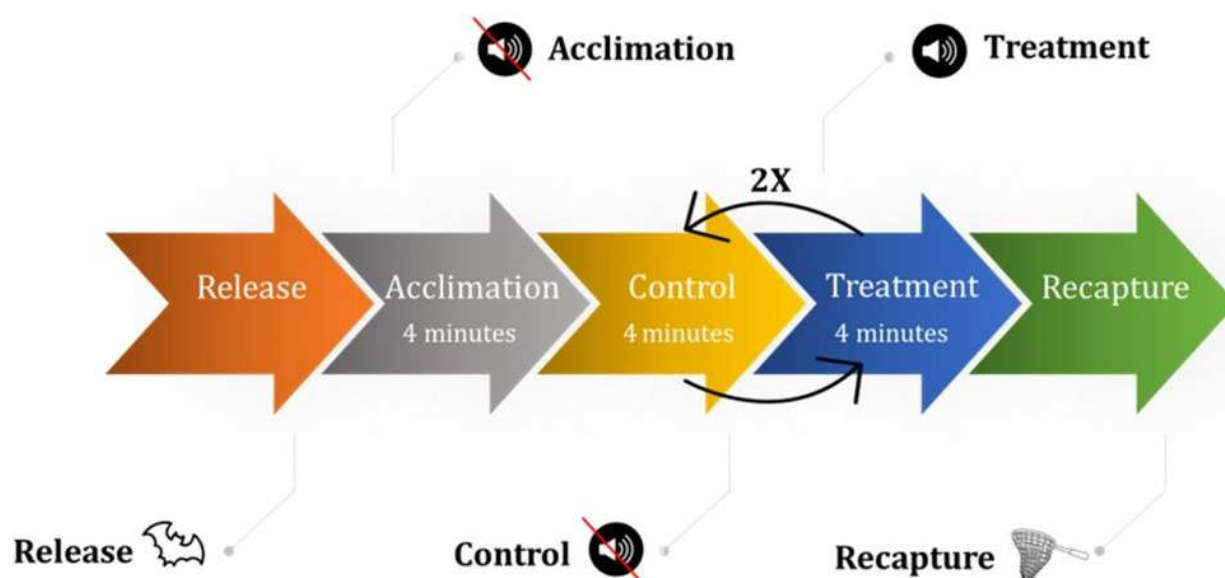 Acclimation
Treatment
2X
Release
Acclimation
4 minutes
Control
4 minutes
Treatment
4 minutes
Recapture
Release
Control
Recapture